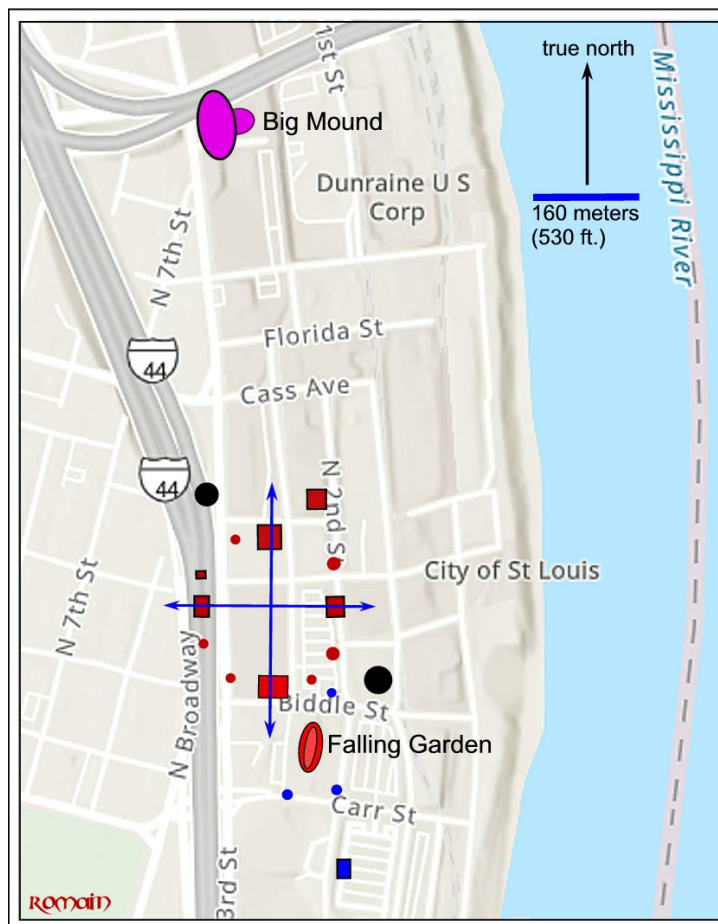 true north
1st St
Big Mound
Mississippi River
Dunraine U S
Corp
160 meters
(530 ft.)
N 7th St
Florida St
44
Cass Ave
44
N 2nd St
City of St Louis
N 7th St
N Broadway
Biddle St
Falling Garden
Carr St
3rd St
Romain